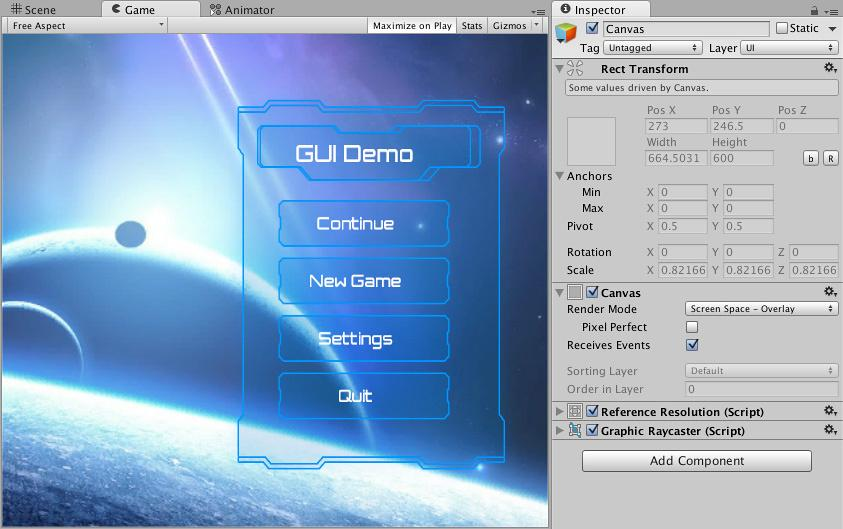 Scene Game Animator
Free Aspect Maximize on Play Stats Gizmos
GUI Demo
Continue
New Game
Settings
Quit
Inspector
Canvas Static
Tag Untagged Layer UI
Rect Transform
Some values driven by Canvas.
Pos X Pos Y Pos Z
273 246.5 0
Width Height
664.5031 600 b R
Anchors
Min X 0 Y 0
Max X 0 Y 0
Pivot X 0.5 Y 0.5
Rotation X 0 Y 0 Z 0
Scale X 0.82166 Y 0.82166 Z 0.82166
Canvas
Render Mode Screen Space - Overlay
Pixel Perfect
Receives Events
Sorting Layer Default
Order in Layer 0
Reference Resolution (Script)
Graphic Raycaster (Script)
Add Component